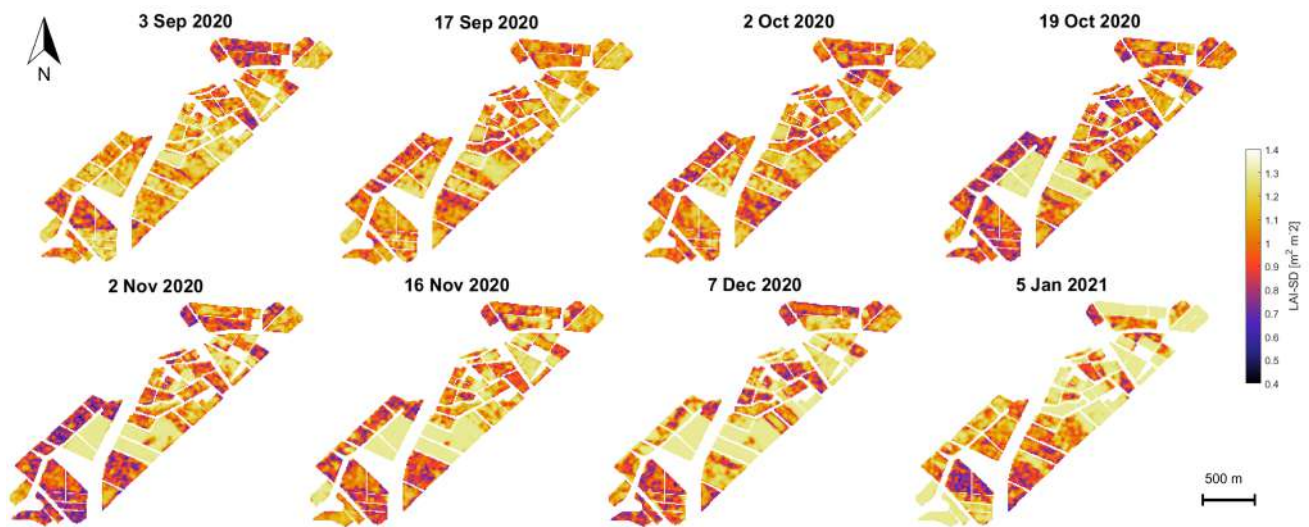 3 Sep 2020
17 Sep 2020
2 Oct 2020
19 Oct 2020
N
1.4
1.3
1.2
1.1
1
0.9
0.8
0.7
0.6
0.5
0.4
LAI-SD [m² m⁻2]
2 Nov 2020
16 Nov 2020
7 Dec 2020
5 Jan 2021
500 m